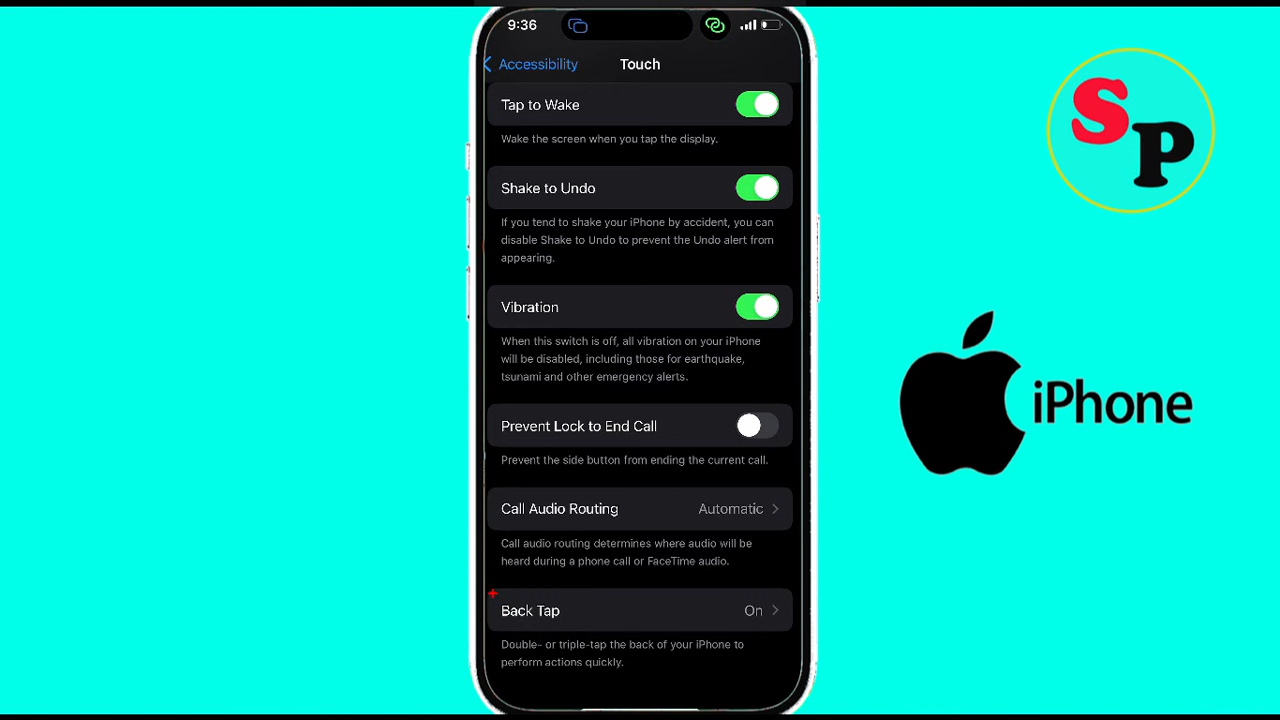 9:36
Accessibility
Touch
Tap to Wake
Wake the screen when you tap the display.
Shake to Undo
If you tend to shake your iPhone by accident, you can
disable Shake to Undo to prevent the Undo alert from
appearing.
Vibration
When this switch is off, all vibration on your iPhone
will be disabled, including those for earthquake,
tsunami and other emergency alerts.
Prevent Lock to End Call
Prevent the side button from ending the current call.
Call Audio Routing
Automatic
Call audio routing determines where audio will be
heard during a phone call or FaceTime audio.
Back Tap
On
Double- or triple-tap the back of your iPhone to
perform actions quickly.
SP
iPhone